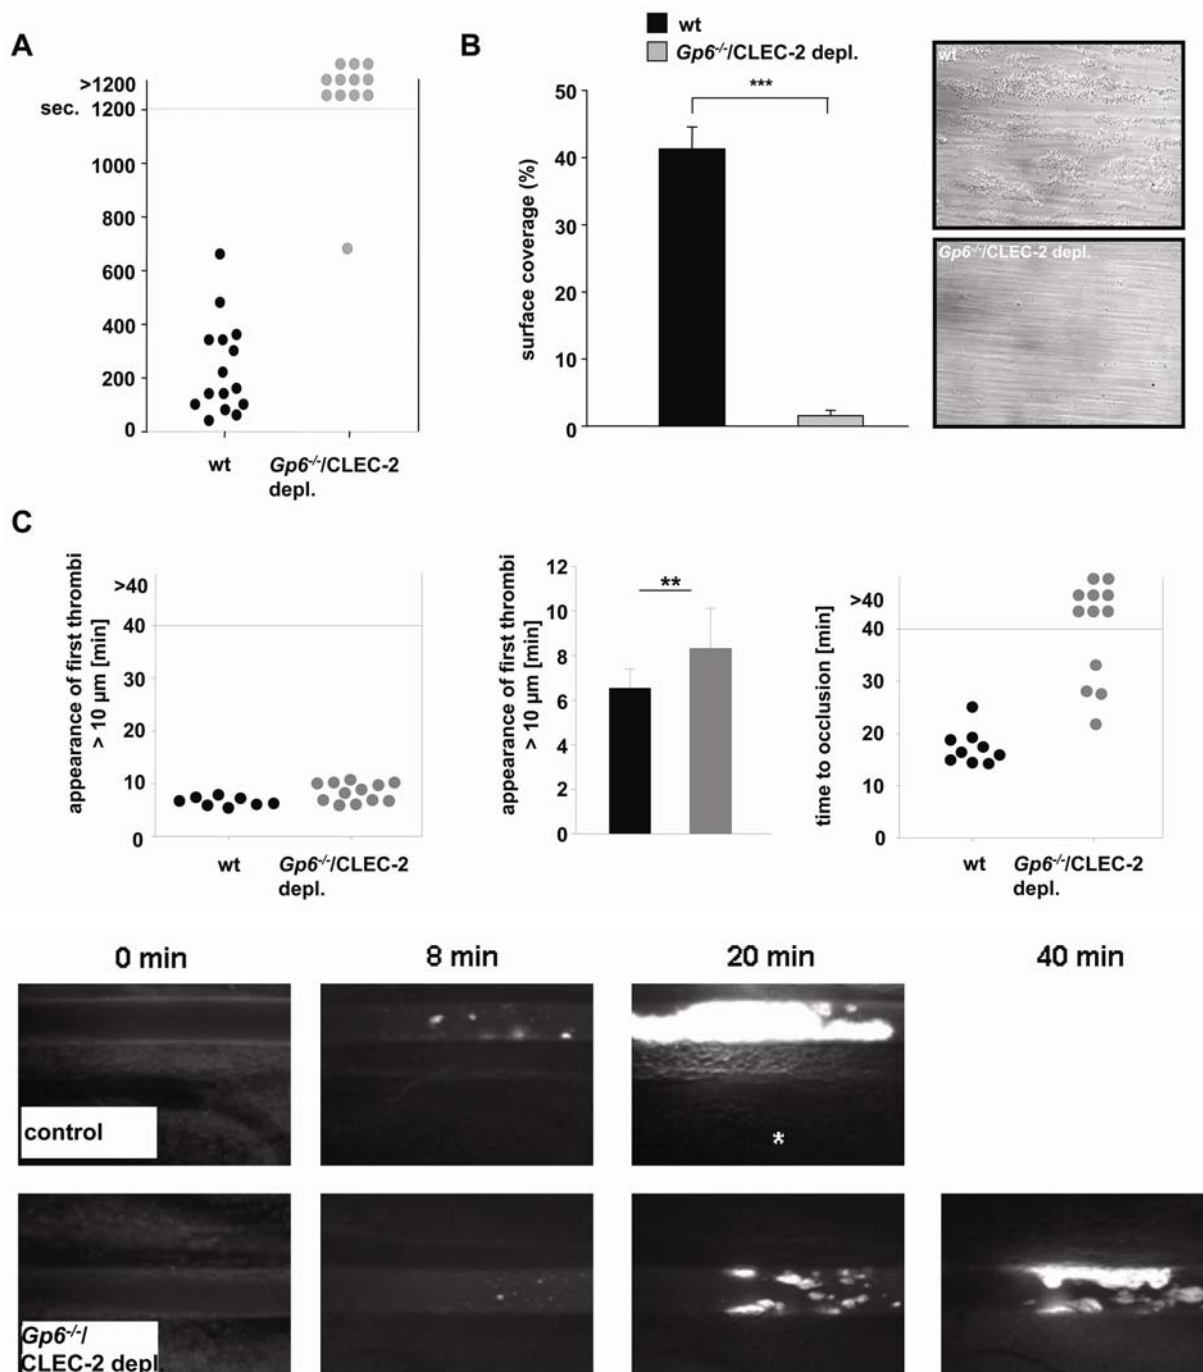 A
>1200
sec.
1200
1000
800
600
400
200
0
wt
Gp6-/-/CLEC-2
depl.
B
wt
Gp6-/-/CLEC-2 depl.
***
50
40
30
20
10
0
surface coverage (%)
wt
Gp6-/-/CLEC-2 depl.
C
appearance of first thrombi
> 10 µm [min]
>40
40
30
20
10
0
wt
Gp6-/-/CLEC-2
depl.
appearance of first thrombi
> 10 µm [min]
12
10
8
6
4
2
0
**
time to occlusion [min]
>40
40
30
20
10
0
wt
Gp6-/-/CLEC-2
depl.
0 min
8 min
20 min
40 min
control
*
Gp6-/-/
CLEC-2 depl.